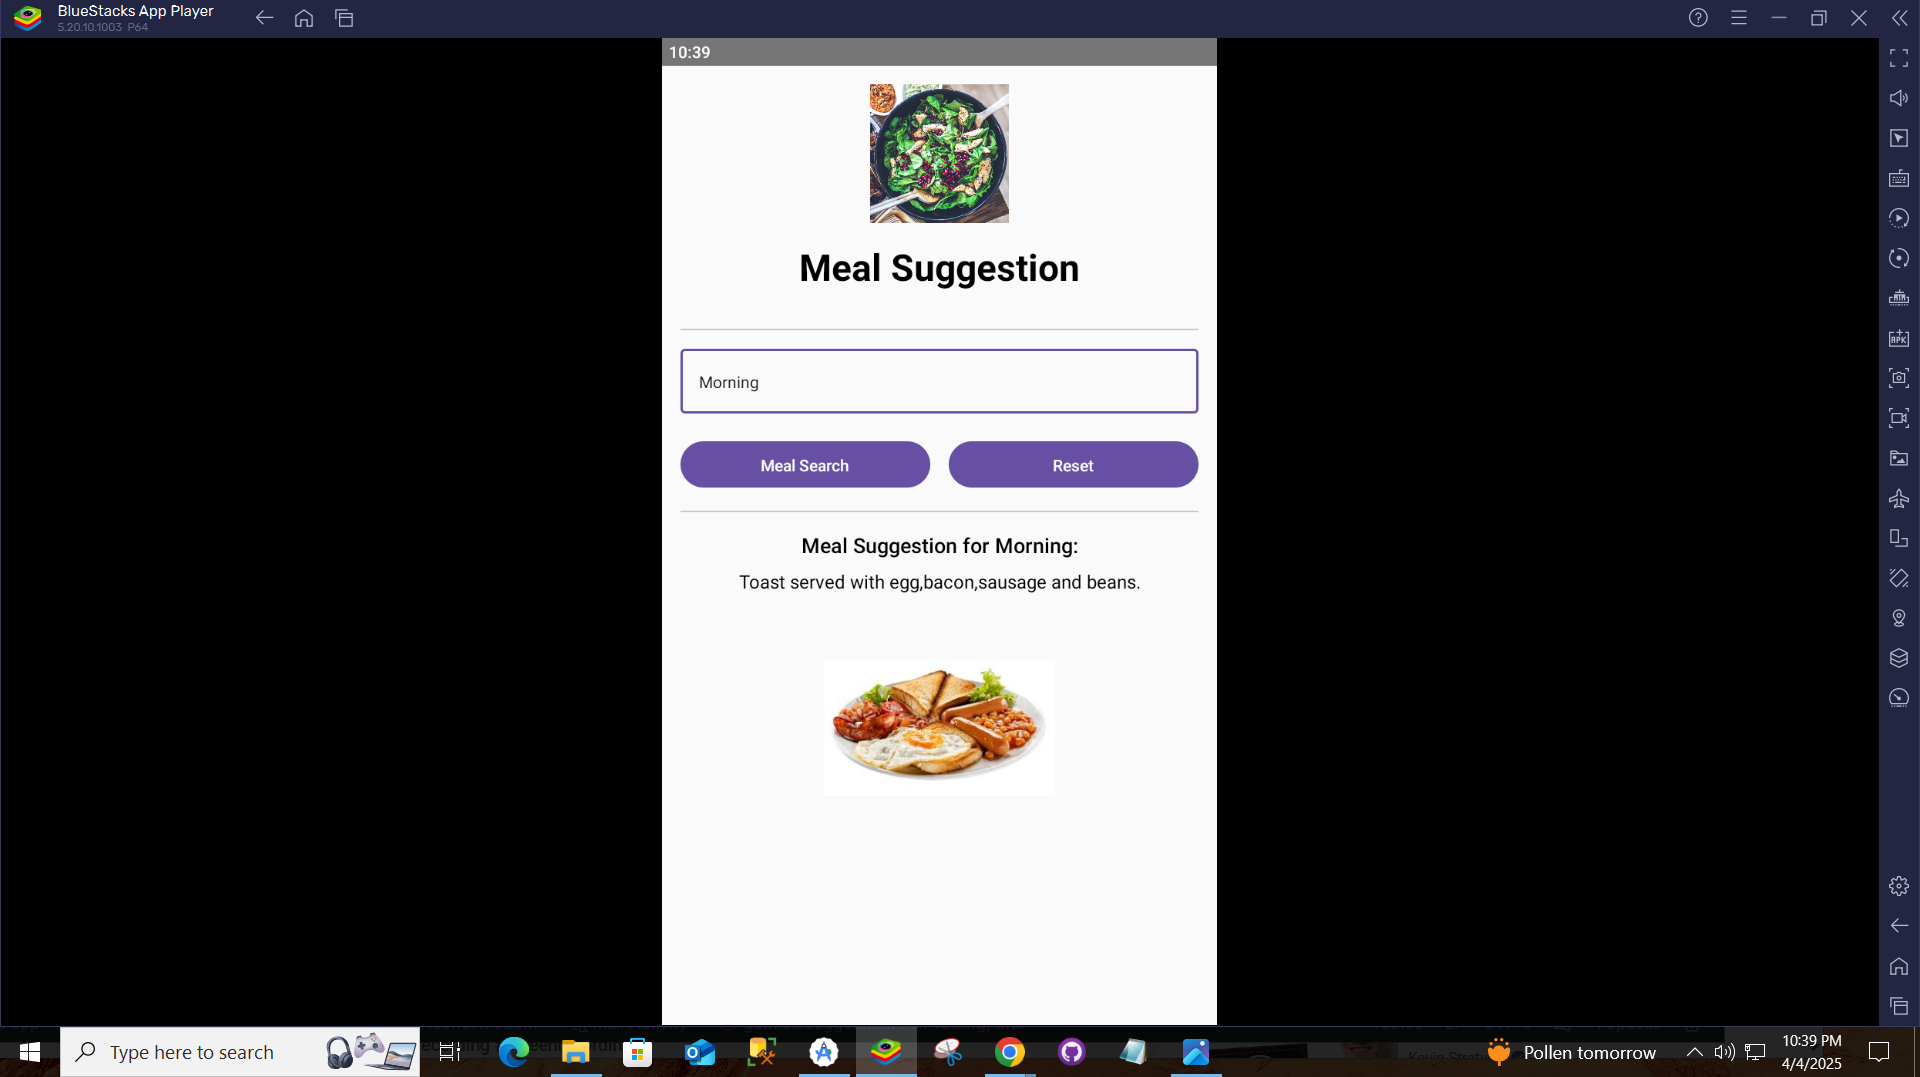 BlueStacks App Player
5.20.10.1003 P64
10:39
Meal Suggestion
Morning
Meal Search
Reset
Meal Suggestion for Morning:
Toast served with egg,bacon,sausage and beans.
Type here to search
Pollen tomorrow
10:39 PM
4/4/2025